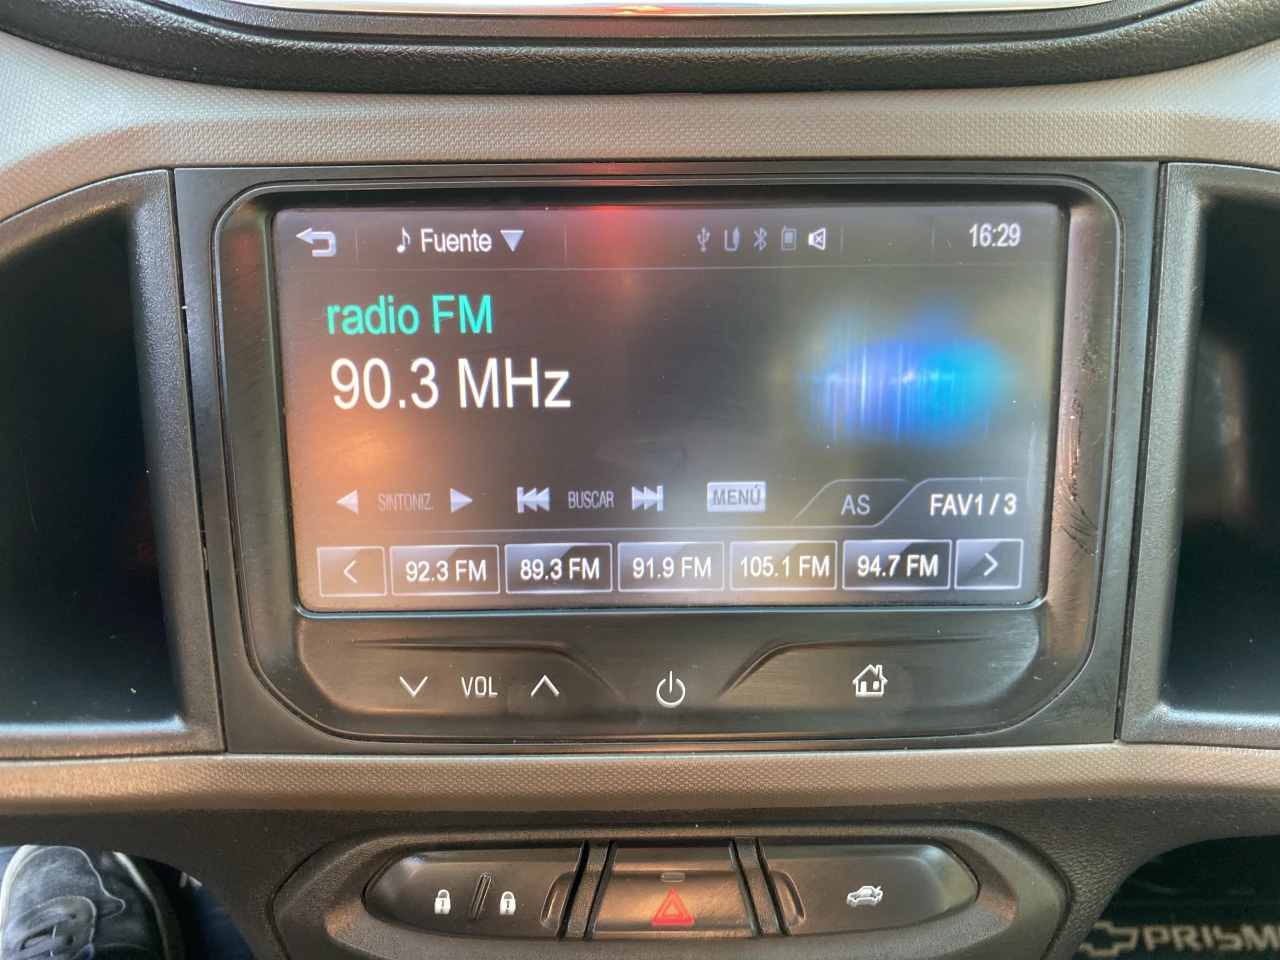 Fuente
16:29
radio FM
90.3 MHz
SINTONIZ.
BUSCAR
MENÚ
AS
FAV1 / 3
92.3 FM
89.3 FM
91.9 FM
105.1 FM
94.7 FM
VOL
PRISM